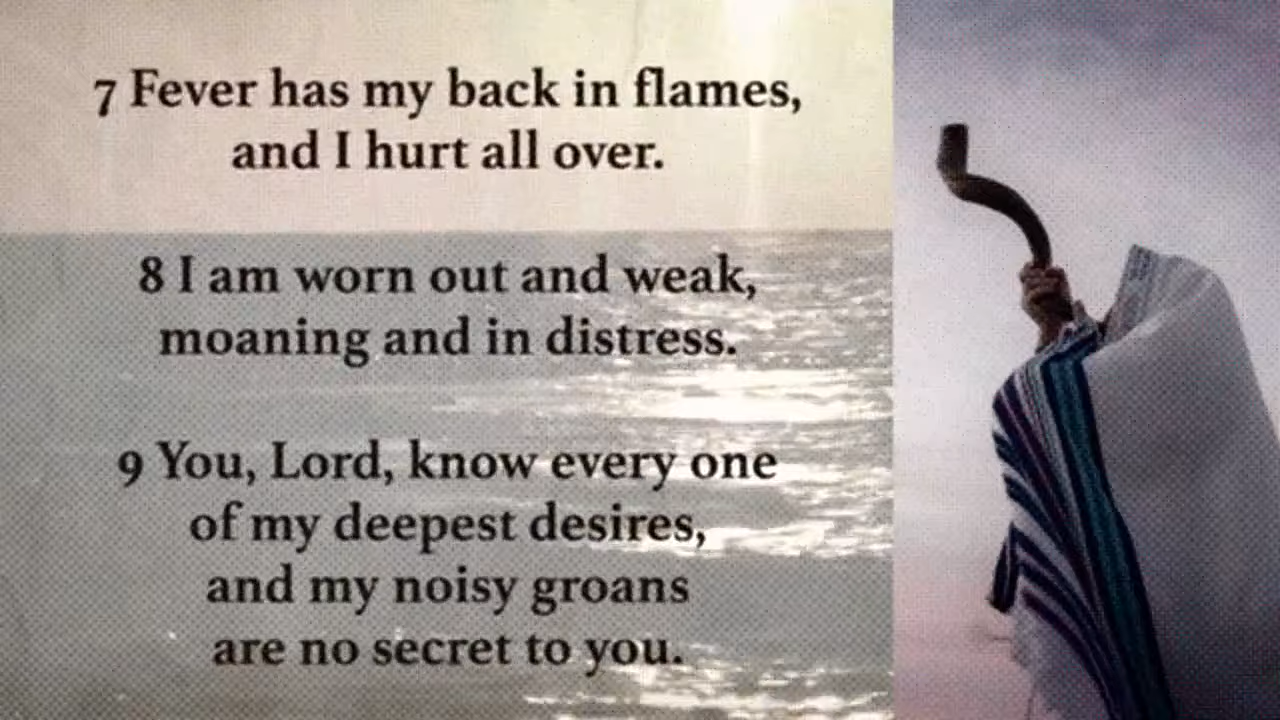 7 Fever has my back in flames,
and I hurt all over.
8 I am worn out and weak,
moaning and in distress.
9 You, Lord, know every one
of my deepest desires,
and my noisy groans
are no secret to you.